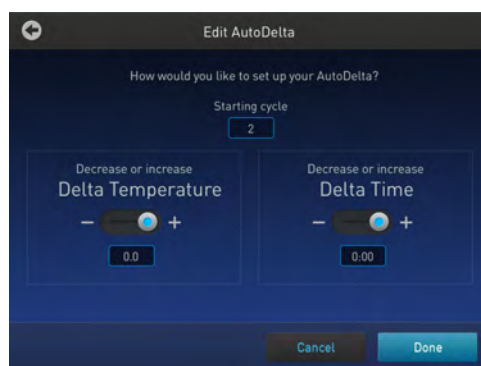 Edit AutoDelta
How would you like to set up your AutoDelta?
Starting cycle
2
Decrease or increase
Delta Temperature
− +
0.0
Decrease or increase
Delta Time
− +
0:00
Cancel
Done